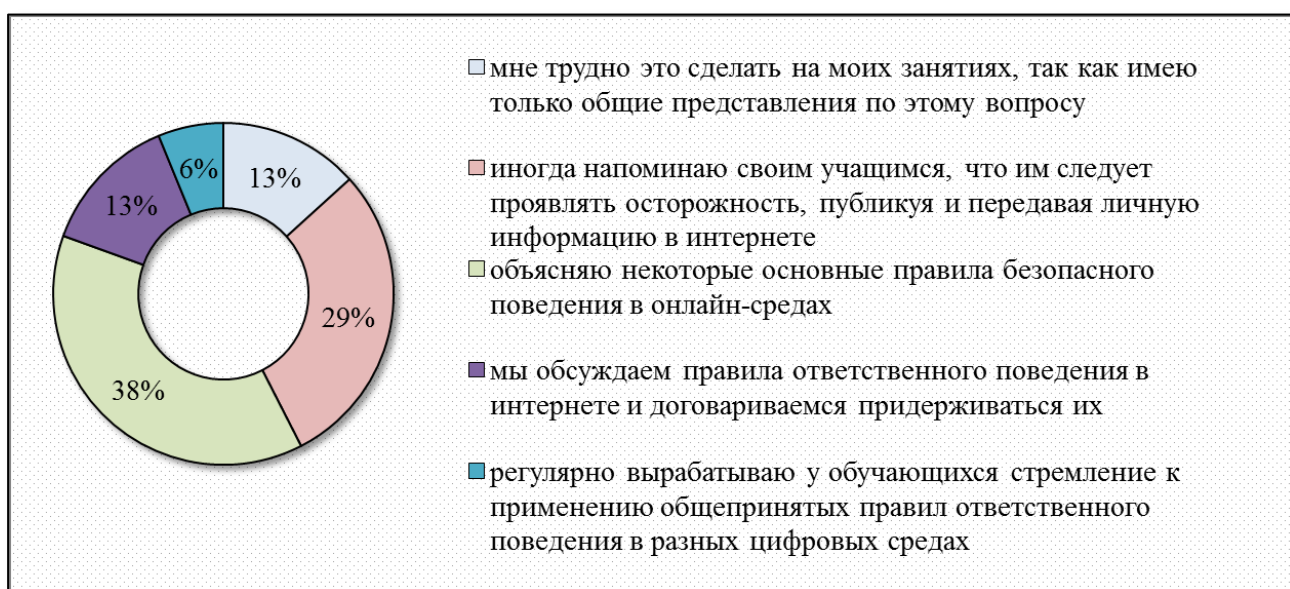 мне трудно это сделать на моих занятиях, так как имею
только общие представления по этому вопросу
иногда напоминаю своим учащимся, что им следует
проявлять осторожность, публикуя и передавая личную
информацию в интернете
объясняю некоторые основные правила безопасного
поведения в онлайн-средах
мы обсуждаем правила ответственного поведения в
интернете и договариваемся придерживаться их
регулярно вырабатываю у обучающихся стремление к
применению общепринятых правил ответственного
поведения в разных цифровых средах
13%
29%
38%
13%
6%